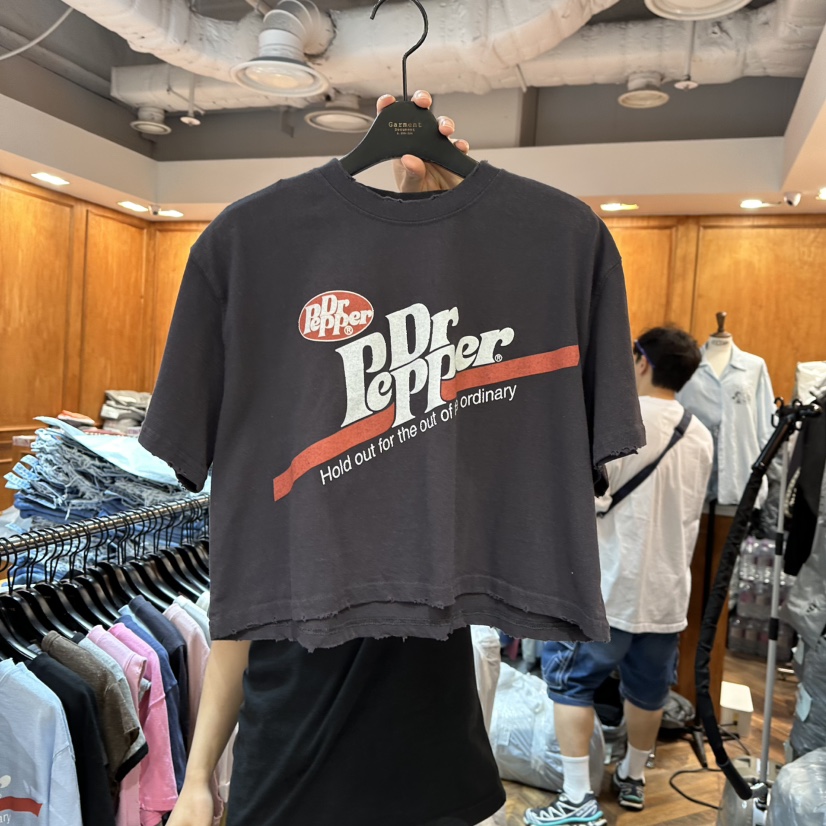 Garment
Dr
Pepper®
Dr
Pepper®
Hold out for the out of e ordinary